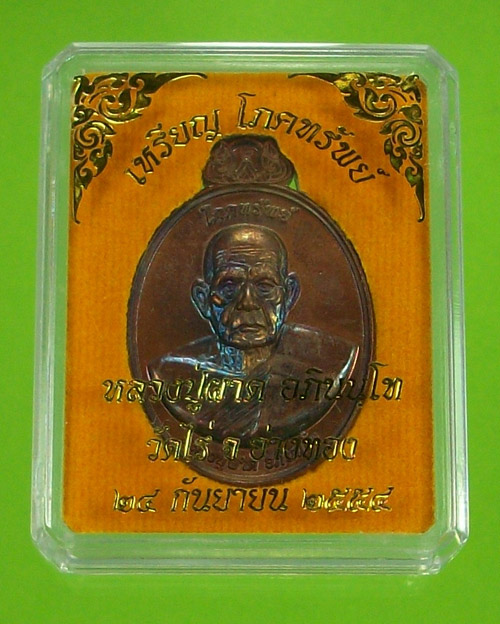 เหรียญ โภคทรัพย์
โภคทรัพย์
หลวงปู่ผาด อภินนฺโท
วัดไร่ จ.อ่างทอง
๒๔ กันยายน ๒๕๕๔